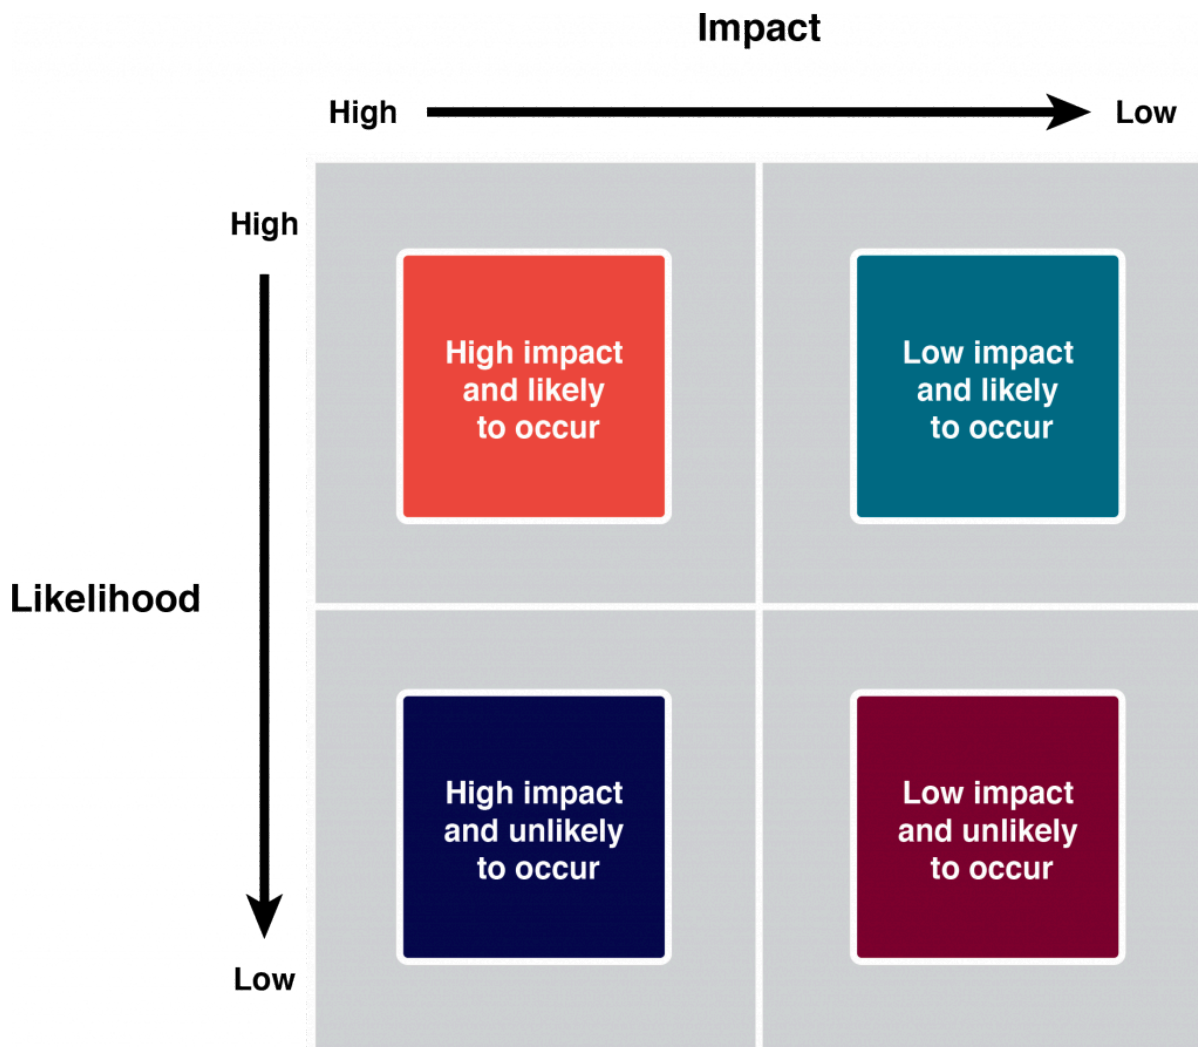 Impact
High
Low
High
High impact
and likely
to occur
Low impact
and likely
to occur
Likelihood
High impact
and unlikely
to occur
Low impact
and unlikely
to occur
Low